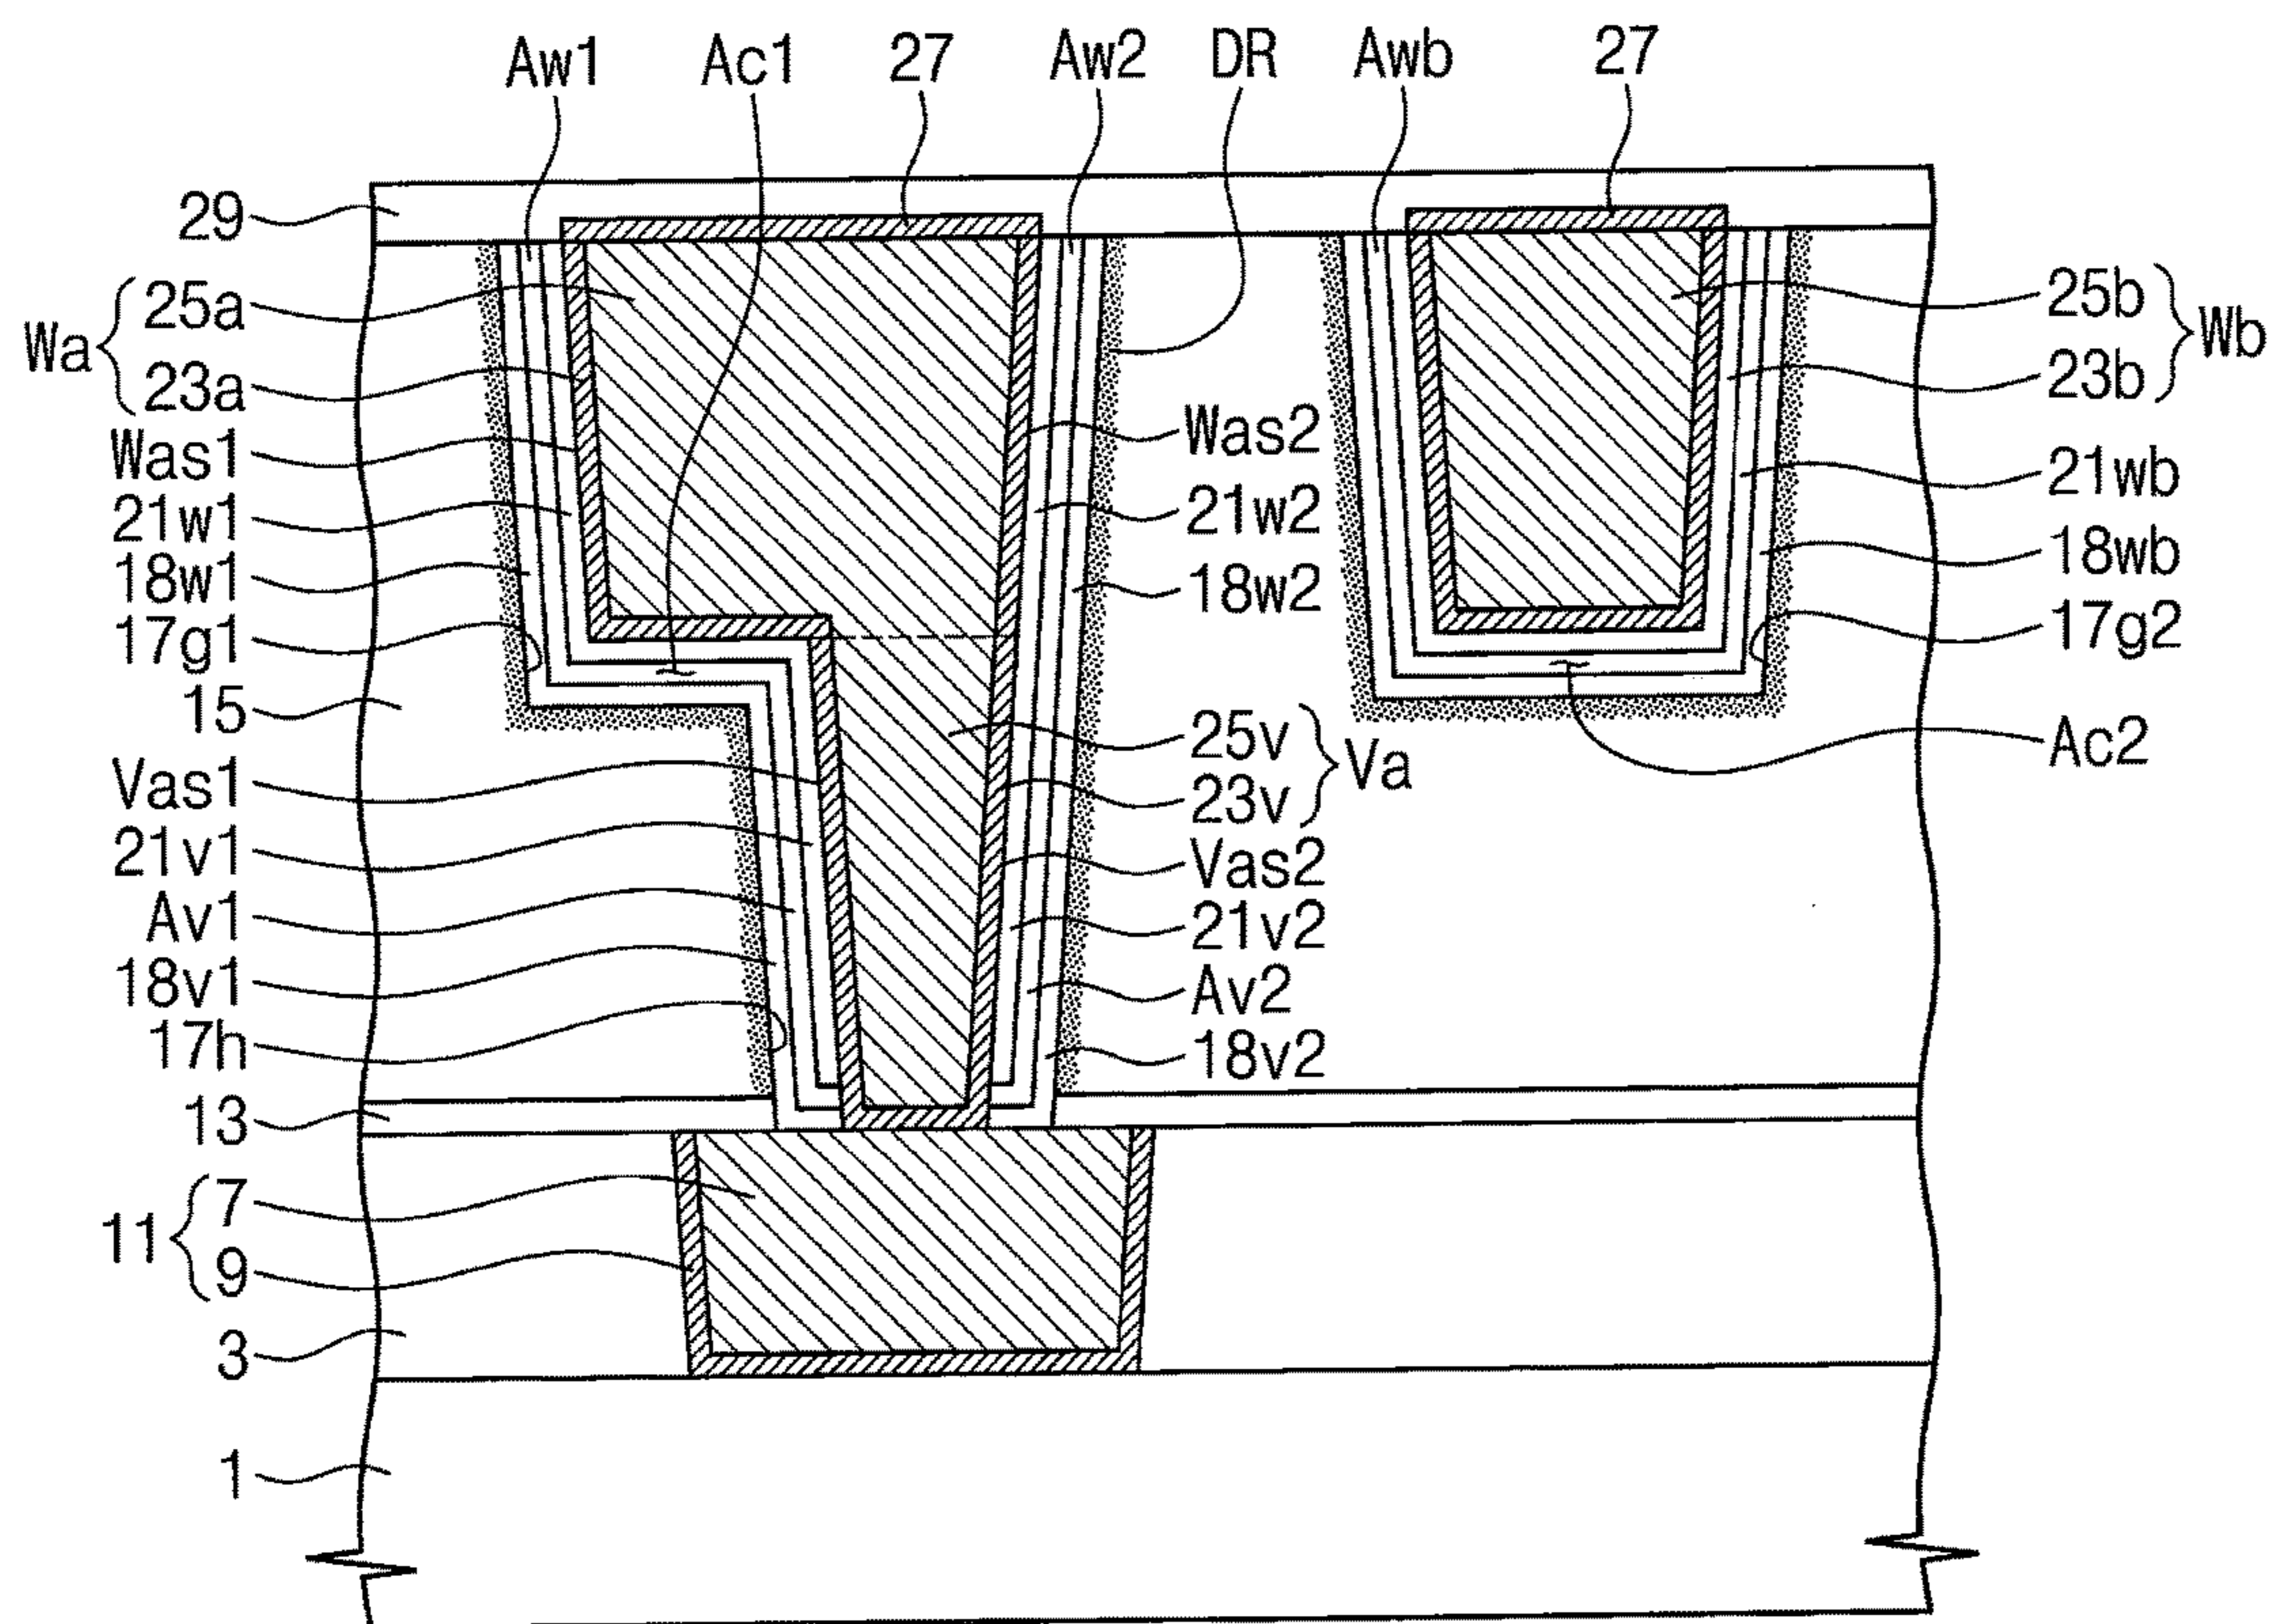 Aw1 Ac1 27 Aw2 DR Awb 27
29
Wa { 25a
23a
Was1
21w1
18w1
17g1
15
Vas1
21v1
Av1
18v1
17h
13
11 { 7
9
3
1
Was2
21w2
18w2
25v } Va
23v
Vas2
21v2
Av2
18v2
25b } Wb
23b
21wb
18wb
17g2
Ac2